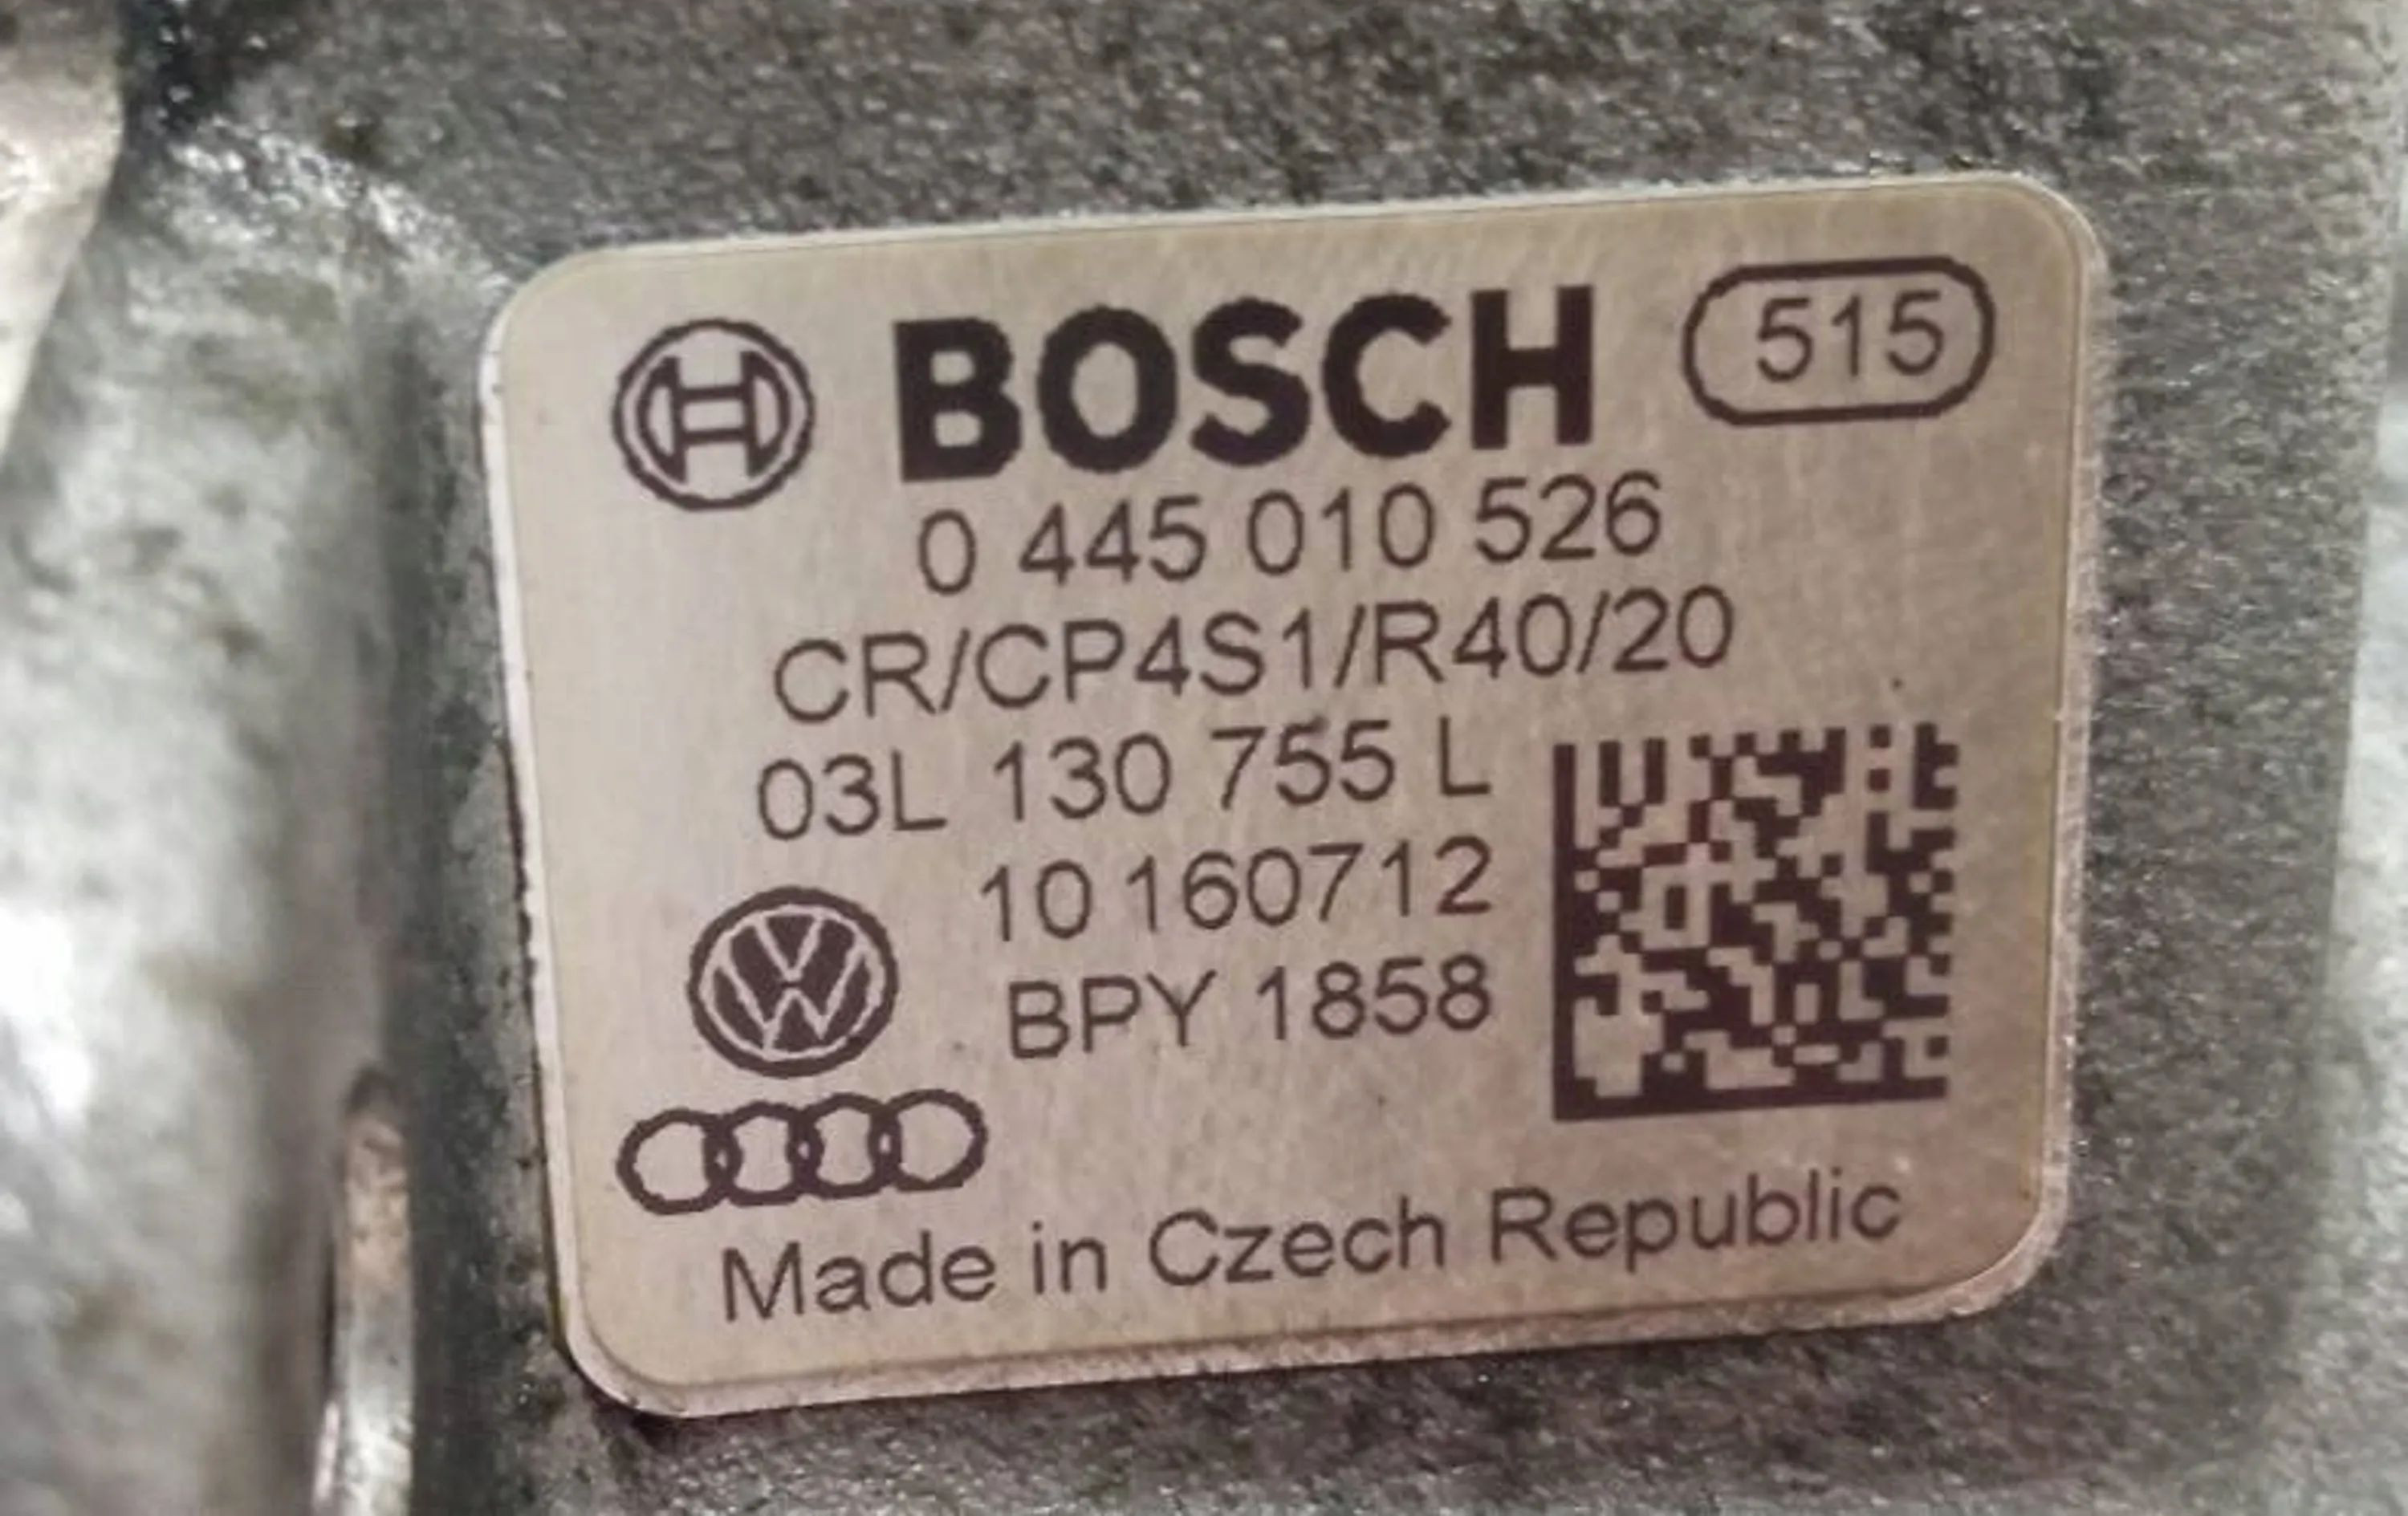 BOSCH 515
0 445 010 526
CR/CP4S1/R40/20
03L 130 755 L
10 160712
BPY 1858
Made in Czech Republic